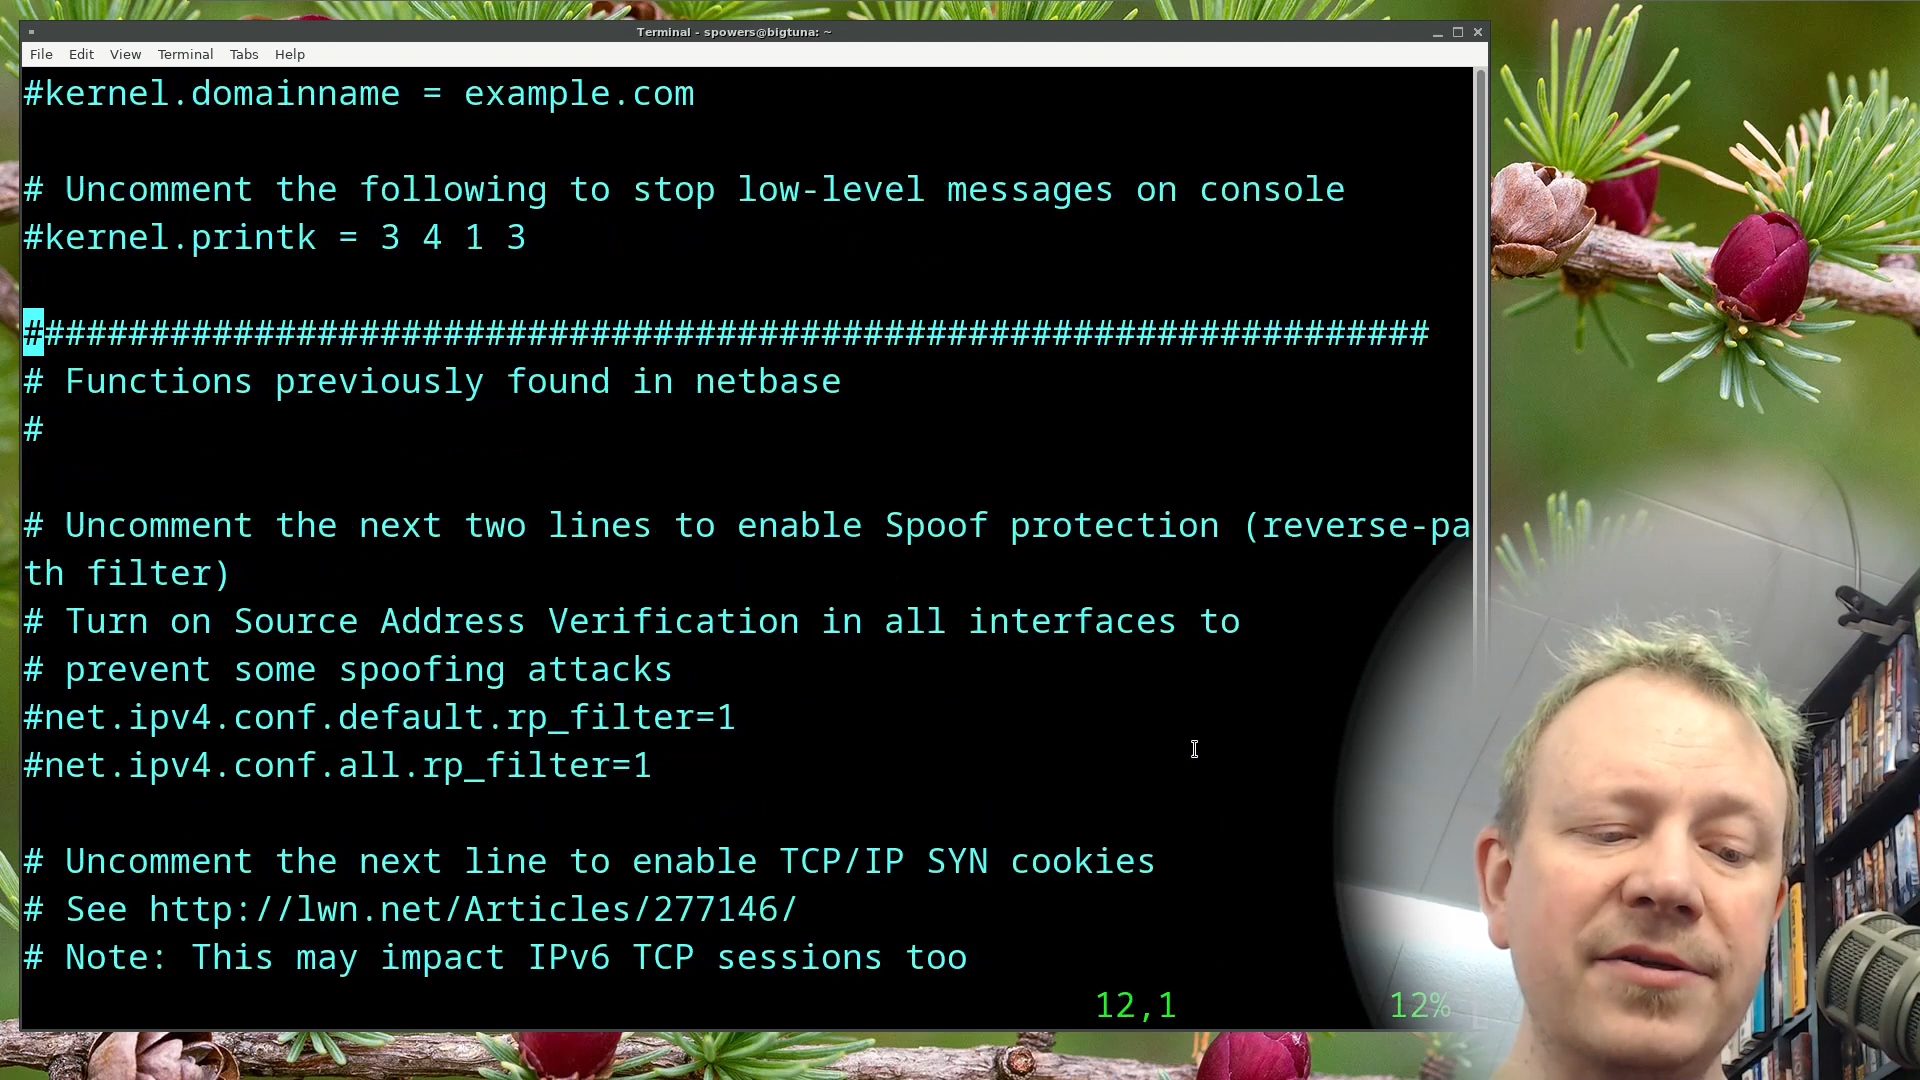 Terminal - spowers@bigtuna: ~
File Edit View Terminal Tabs Help
#kernel.domainname = example.com
# Uncomment the following to stop low-level messages on console
#kernel.printk = 3 4 1 3
###################################################################
# Functions previously found in netbase
#
# Uncomment the next two lines to enable Spoof protection (reverse-pa
th filter)
# Turn on Source Address Verification in all interfaces to
# prevent some spoofing attacks
#net.ipv4.conf.default.rp_filter=1
#net.ipv4.conf.all.rp_filter=1
# Uncomment the next line to enable TCP/IP SYN cookies
# See http://lwn.net/Articles/277146/
# Note: This may impact IPv6 TCP sessions too
12,1 12%